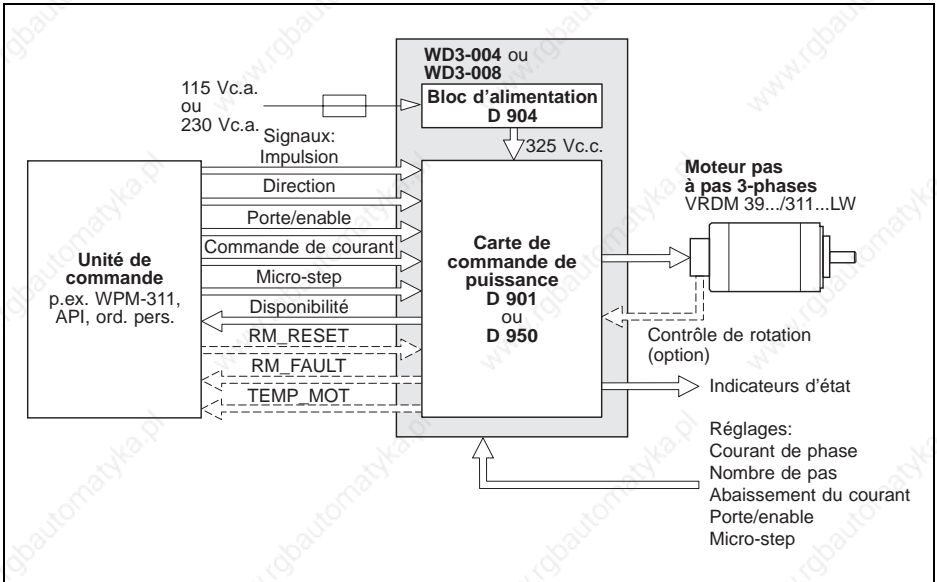 WD3-004 ou
WD3-008
Bloc d'alimentation
D 904
115 Vc.a.
ou
230 Vc.a.
325 Vc.c.
Signaux:
Impulsion
Direction
Porte/enable
Commande de courant
Micro-step
Disponibilité
RM_RESET
RM_FAULT
TEMP_MOT
Unité de
commande
p.ex. WPM-311,
API, ord. pers.
Carte de
commande de
puissance
D 901
ou
D 950
Moteur pas
à pas 3-phases
VRDM 39.../311...LW
Contrôle de rotation
(option)
Indicateurs d'état
Réglages:
Courant de phase
Nombre de pas
Abaissement du courant
Porte/enable
Micro-step
www.rgbautomatyka.pl